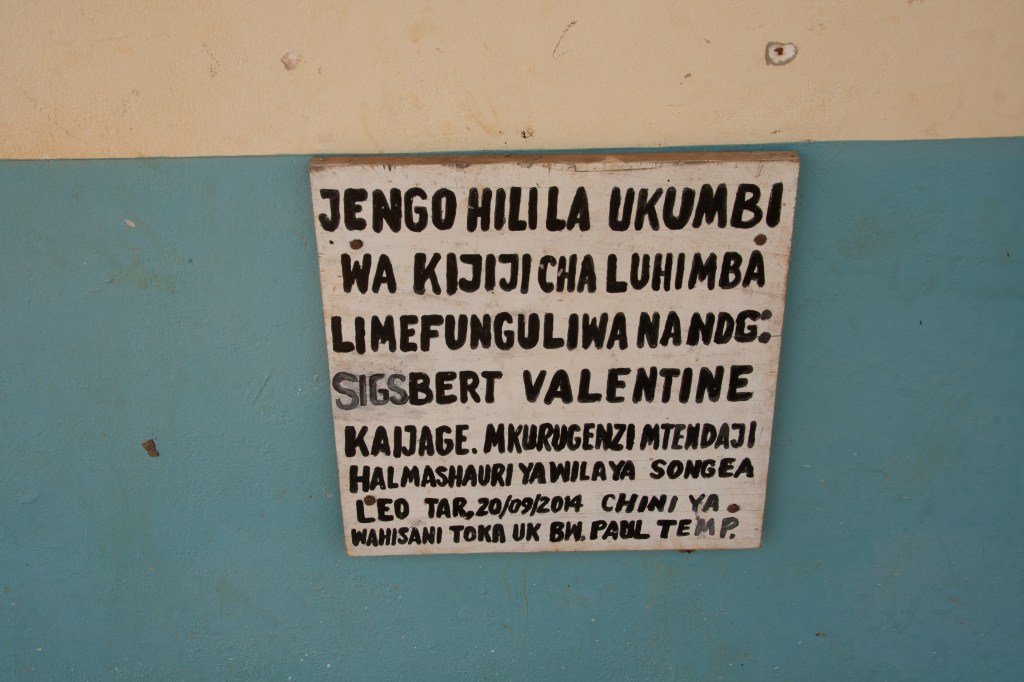 JENGO HILI LA UKUMBI
WA KIJIJI CHA LUHIMBA
LIMEFUNGULIWA NA NDG:
SIGSBERT VALENTINE
KAIJAGE. MKURUGENZI MTENDAJI
HALMASHAURI YA WILAYA SONGEA
LEO TAR, 20/09/2014 CHINI YA
WAHISANI TOKA UK BW. PAUL TEMP.